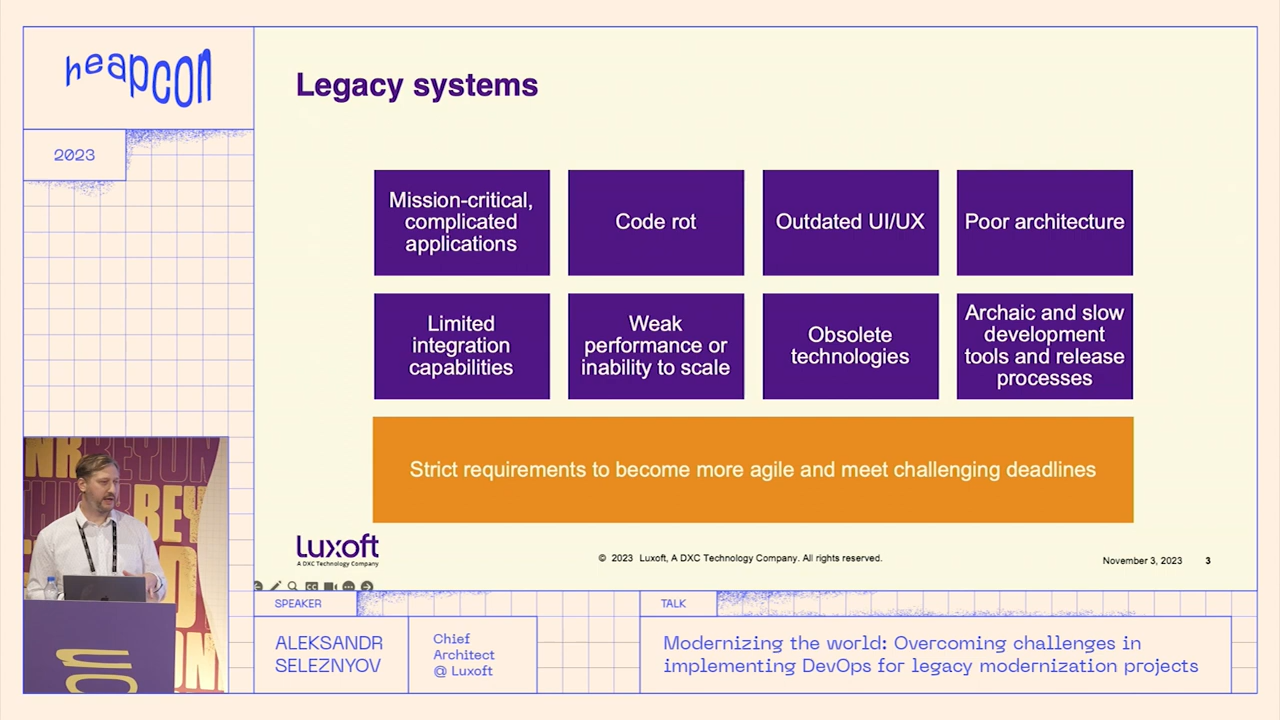 heapcon
2023
Legacy systems
Mission-critical,
complicated
applications
Code rot
Outdated UI/UX
Poor architecture
Limited
integration
capabilities
Weak
performance or
inability to scale
Obsolete
technologies
Archaic and slow
development
tools and release
processes
Strict requirements to become more agile and meet challenging deadlines
Luxoft
A DXC Technology Company
© 2023 Luxoft, A DXC Technology Company. All rights reserved.
November 3, 2023
3
CC
SPEAKER
ALEKSANDR
SELEZNYOV
Chief
Architect
@ Luxoft
TALK
Modernizing the world: Overcoming challenges in
implementing DevOps for legacy modernization projects